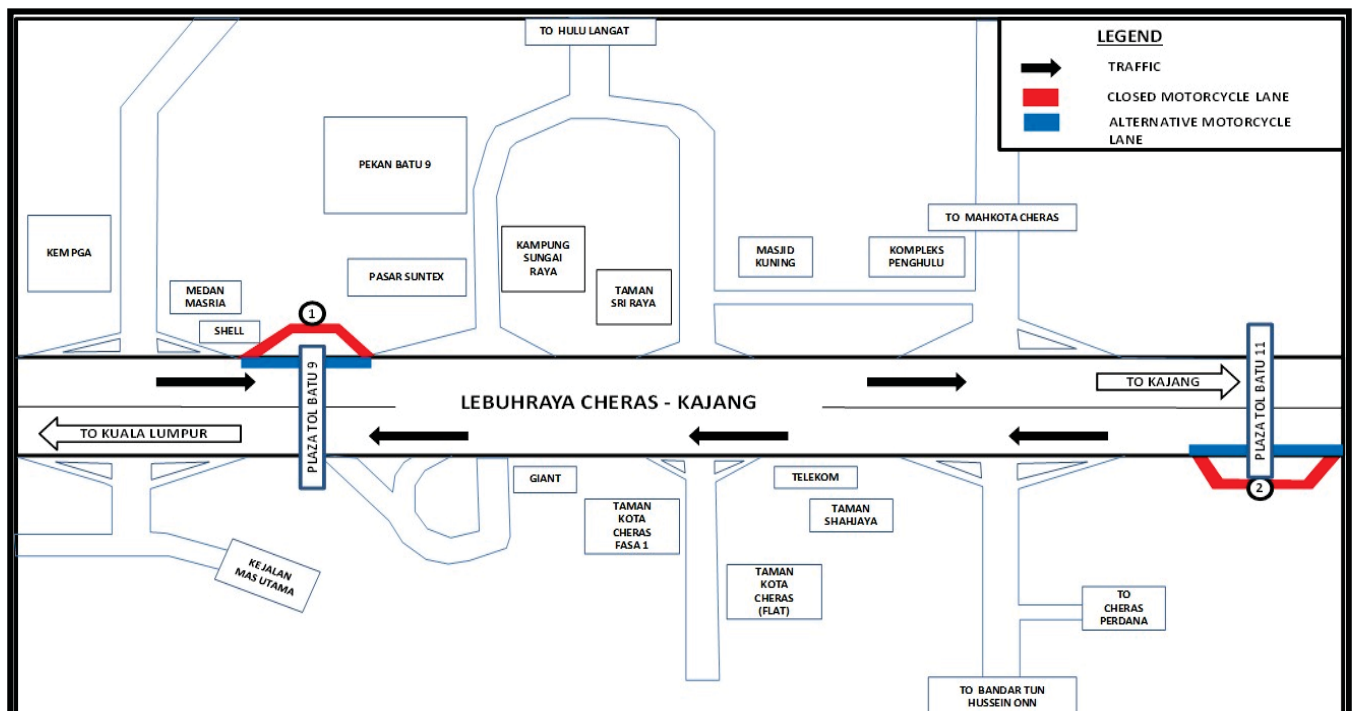 TO HULU LANGAT
LEGEND
TRAFFIC
CLOSED MOTORCYCLE LANE
ALTERNATIVE MOTORCYCLE
LANE
PEKAN BATU 9
KEM PGA
TO MAHKOTA CHERAS
KAMPUNG
SUNGAI
RAYA
MASJID
KUNING
KOMPLEKS
PENGHULU
PASAR SUNTEX
MEDAN
MASRIA
TAMAN
SRI RAYA
1
SHELL
PLAZA TOL BATU 9
PLAZA TOL BATU 11
TO KAJANG
LEBUHRAYA CHERAS - KAJANG
TO KUALA LUMPUR
GIANT
TELEKOM
2
TAMAN
KOTA
CHERAS
FASA 1
TAMAN
SHAHJAYA
KEJALAN
MAS UTAMA
TAMAN
KOTA
CHERAS
(FLAT)
TO
CHERAS
PERDANA
TO BANDAR TUN
HUSSEIN ONN